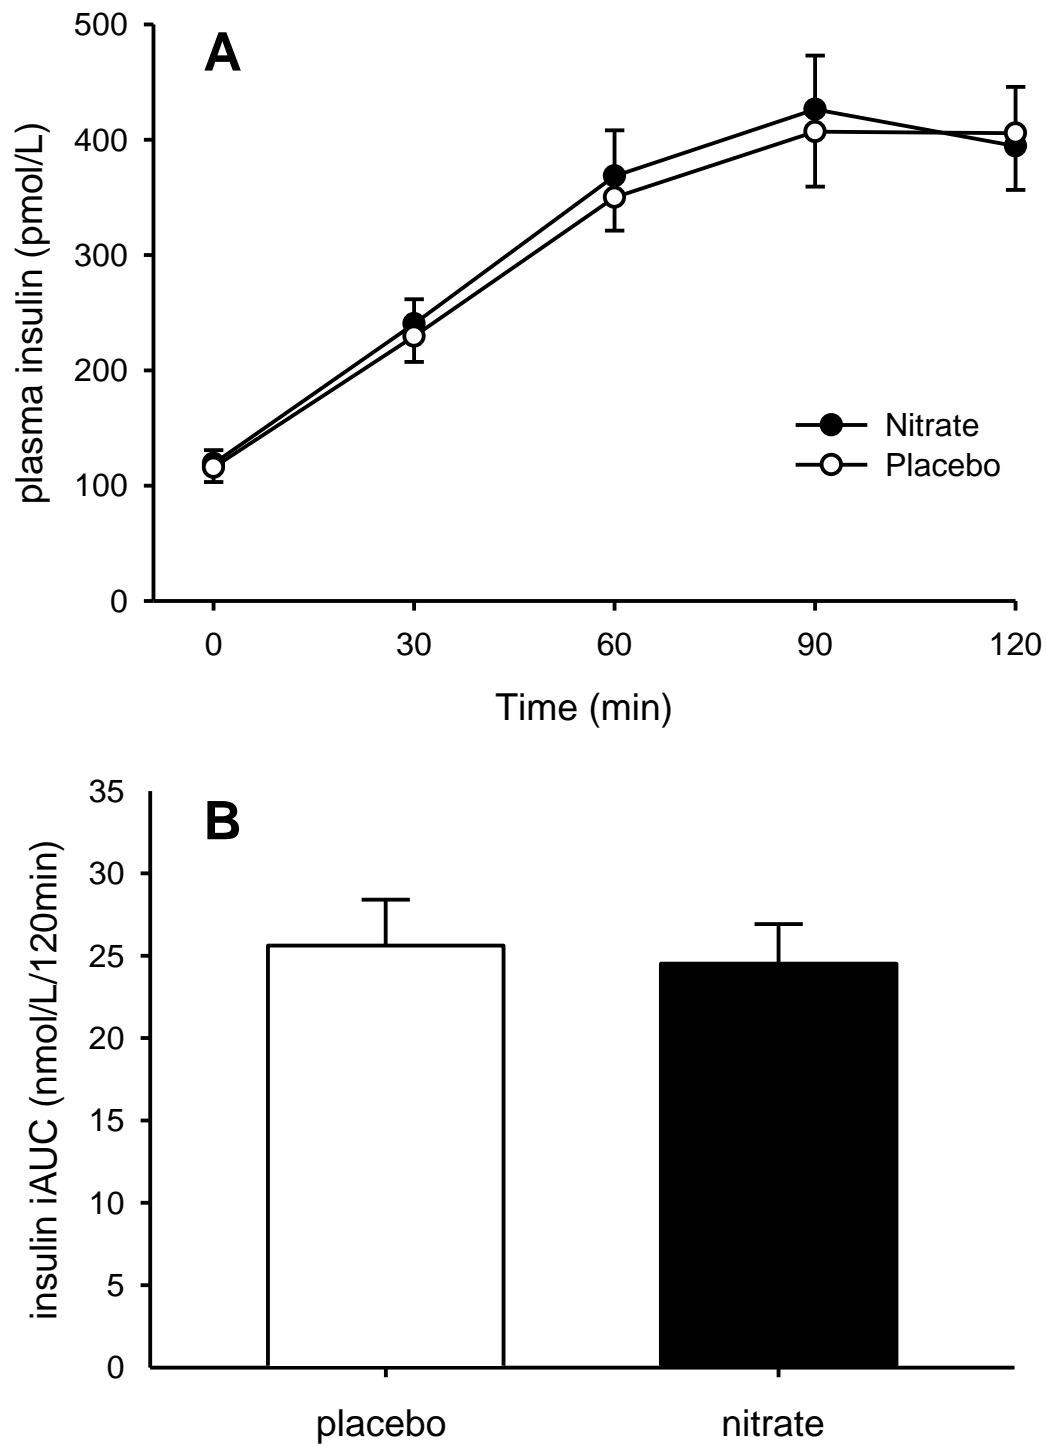 A
plasma insulin (pmol/L)
500
400
300
200
100
0
Nitrate
Placebo
0 30 60 90 120
Time (min)
B
insulin iAUC (nmol/L/120min)
35
30
25
20
15
10
5
0
placebo nitrate